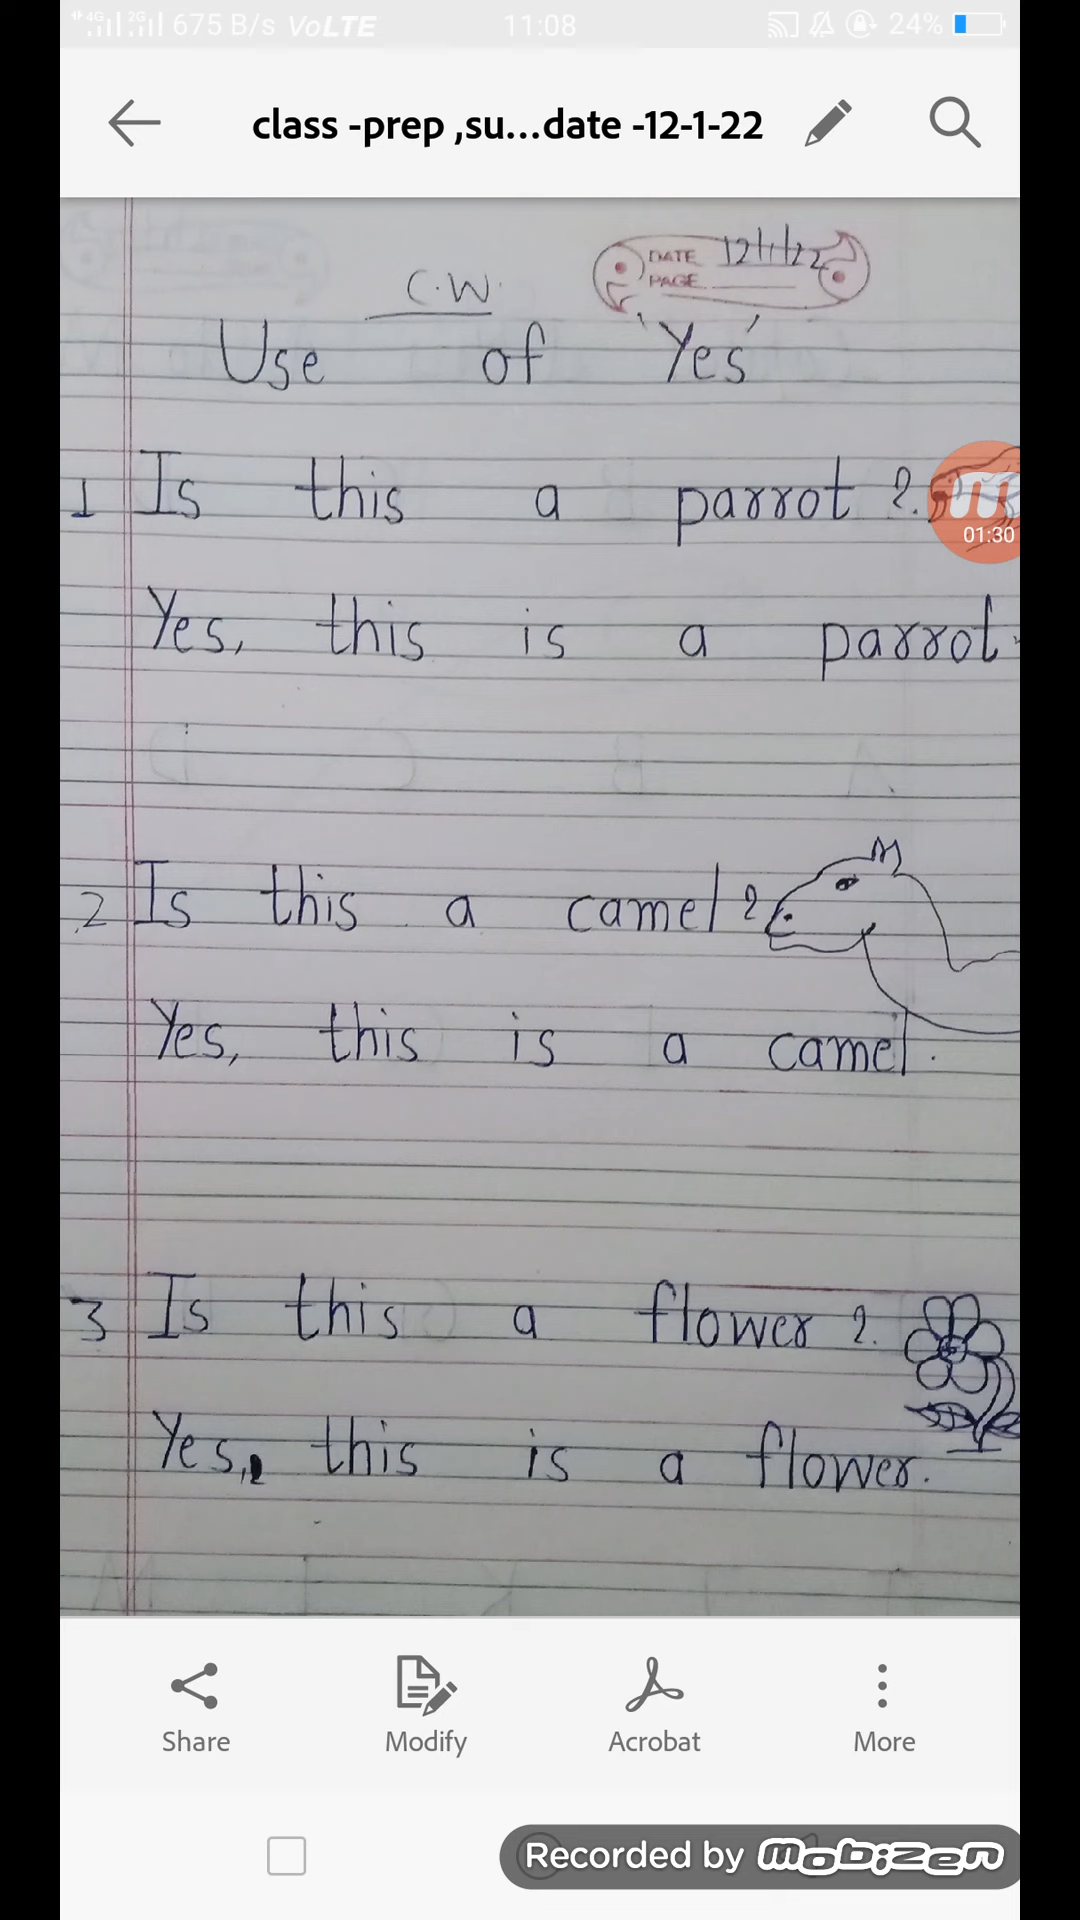 4G 2G 675 B/s VoLTE 11:08 24%
class -prep ,su...date -12-1-22
DATE 12/1/22
PAGE
C.W.
Use of 'Yes'
1 Is this a parrot ?.
01:30
Yes, this is a parrot.
2 Is this a camel ?
Yes, this is a camel.
3 Is this a flower ?.
Yes, this is a flower.
Share Modify Acrobat More
Recorded by mobizen